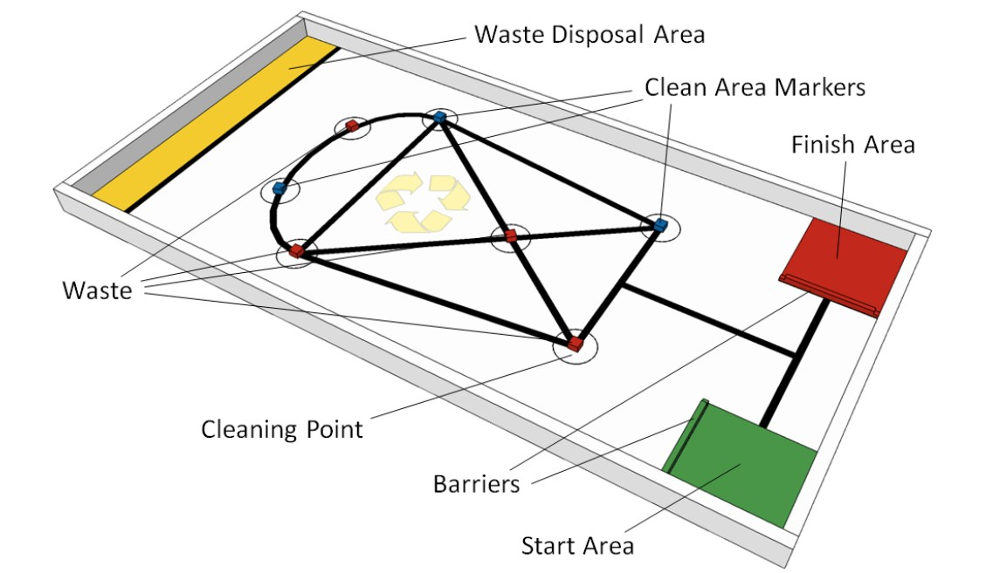 Waste Disposal Area
Clean Area Markers
Finish Area
Waste
Cleaning Point
Barriers
Start Area